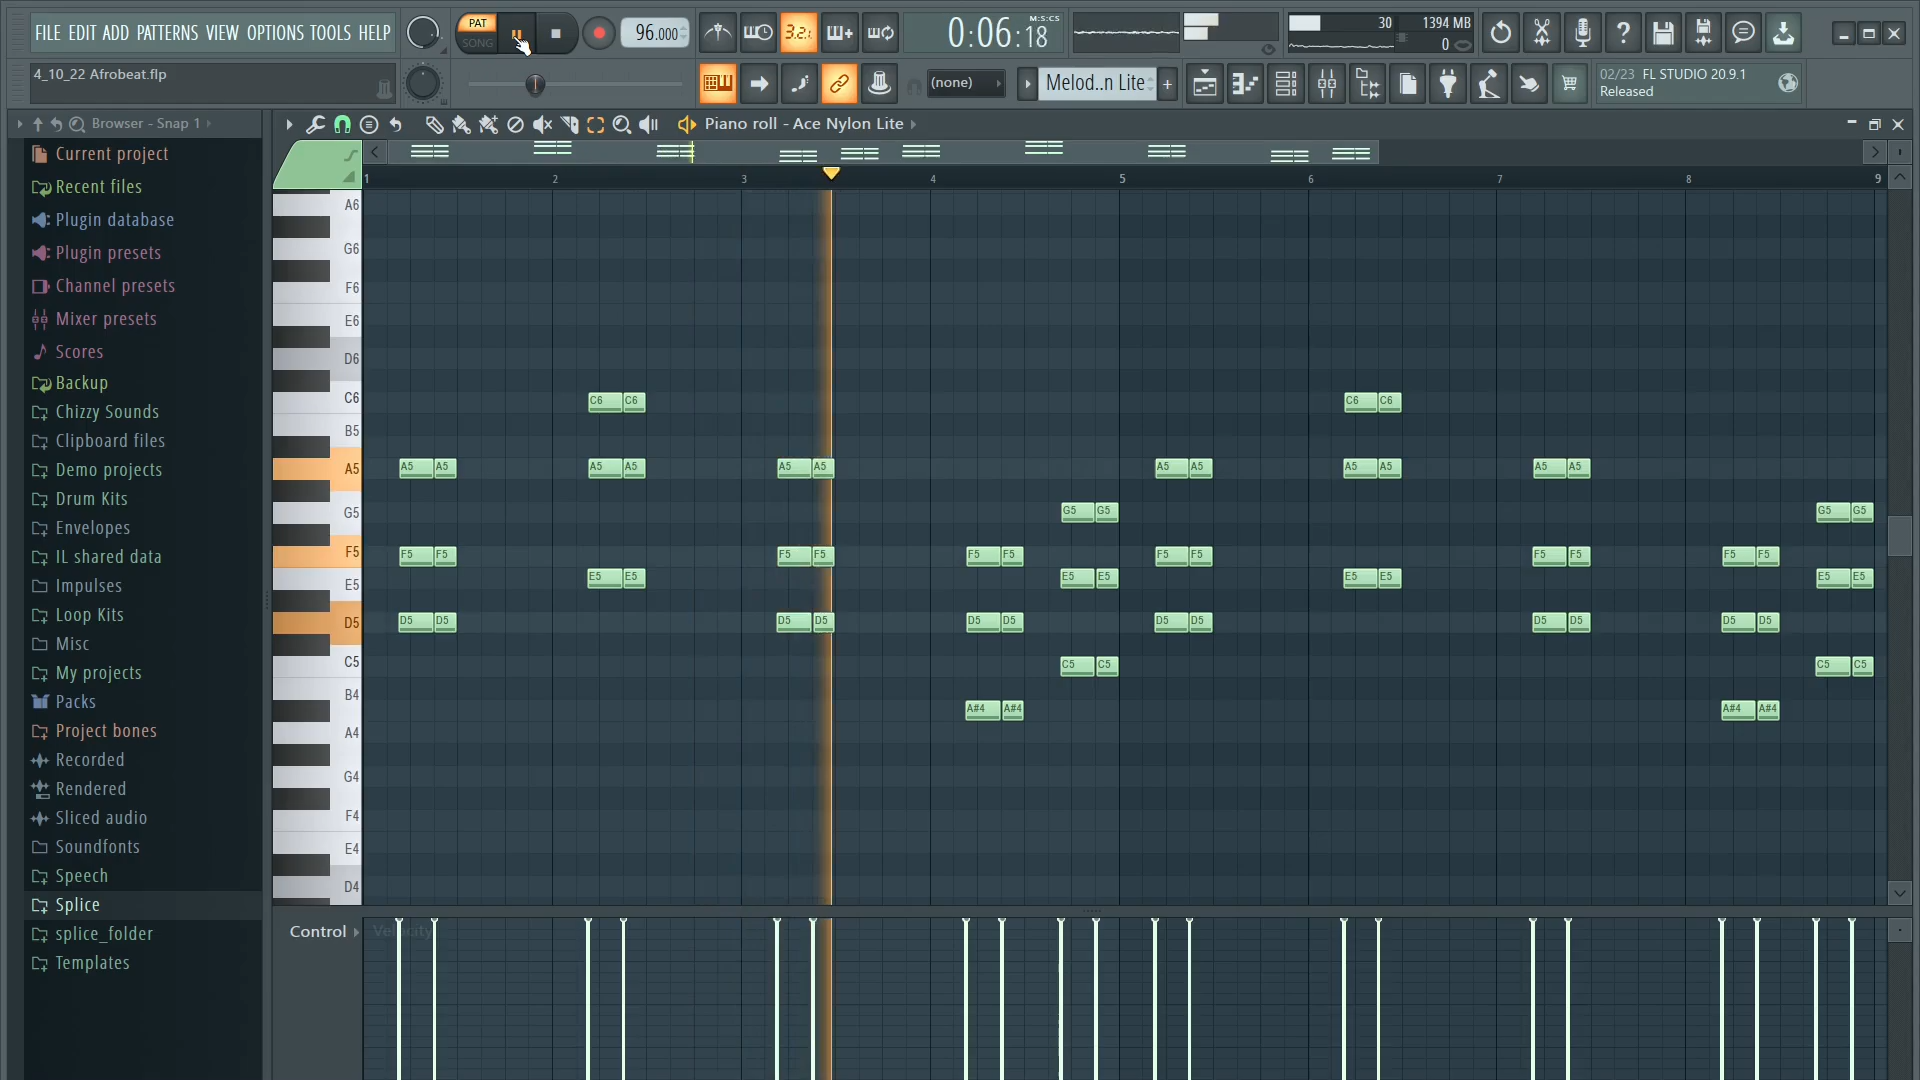 FILE EDIT ADD PATTERNS VIEW OPTIONS TOOLS HELP
PAT
SONG
96.000
3.2.
0:06:18
M:S:CS
30
1394 MB
0
4_10_22 Afrobeat.flp
(none)
Melod..n Lite
02/23 FL STUDIO 20.9.1
Released
Browser - Snap 1
Piano roll - Ace Nylon Lite
Current project
Recent files
Plugin database
Plugin presets
Channel presets
Mixer presets
Scores
Backup
Chizzy Sounds
Clipboard files
Demo projects
Drum Kits
Envelopes
IL shared data
Impulses
Loop Kits
Misc
My projects
Packs
Project bones
Recorded
Rendered
Sliced audio
Soundfonts
Speech
Splice
splice_folder
Templates
1 2 3 4 5 6 7 8 9
A6
G6
F6
E6
D6
C6 C6 C6 C6 C6
B5
A5 A5 A5 A5 A5 A5 A5 A5 A5 A5 A5 A5 A5
G5 G5 G5 G5 G5
F5 F5 F5 F5 F5 F5 F5 F5 F5 F5 F5 F5 F5
E5 E5 E5 E5 E5 E5 E5 E5 E5
D5 D5 D5 D5 D5 D5 D5 D5 D5 D5 D5 D5 D5
C5 C5 C5 C5 C5
B4
A#4 A#4 A#4 A#4
A4
G4
F4
E4
D4
Control Velocity